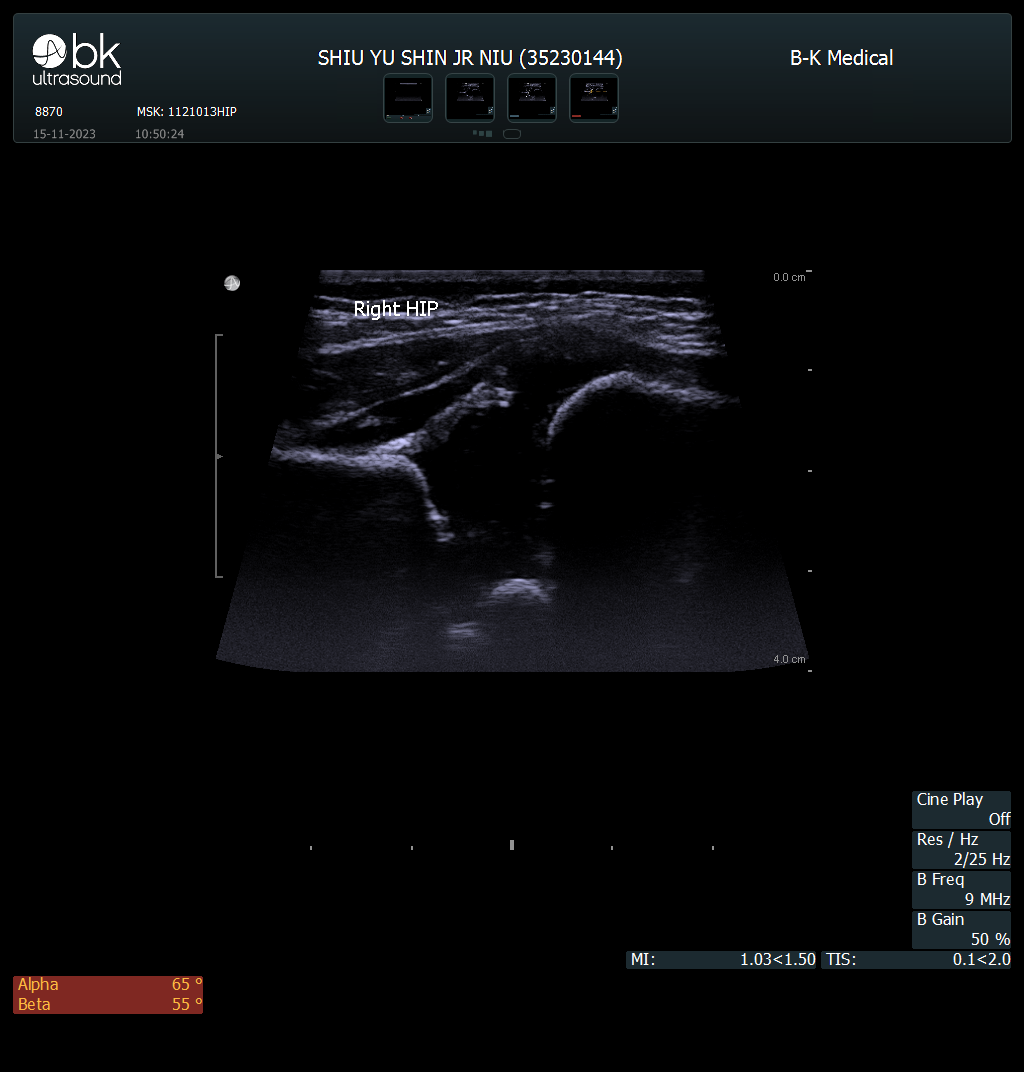 bk
ultrasound
SHIU YU SHIN JR NIU (35230144)
B-K Medical
8870
MSK: 1121013HIP
15-11-2023
10:50:24
0.0 cm
Right HIP
4.0 cm
Cine Play
Off
Res / Hz
2/25 Hz
B Freq
9 MHz
B Gain
50 %
MI: 1.03<1.50
TIS: 0.1<2.0
Alpha 65 °
Beta 55 °